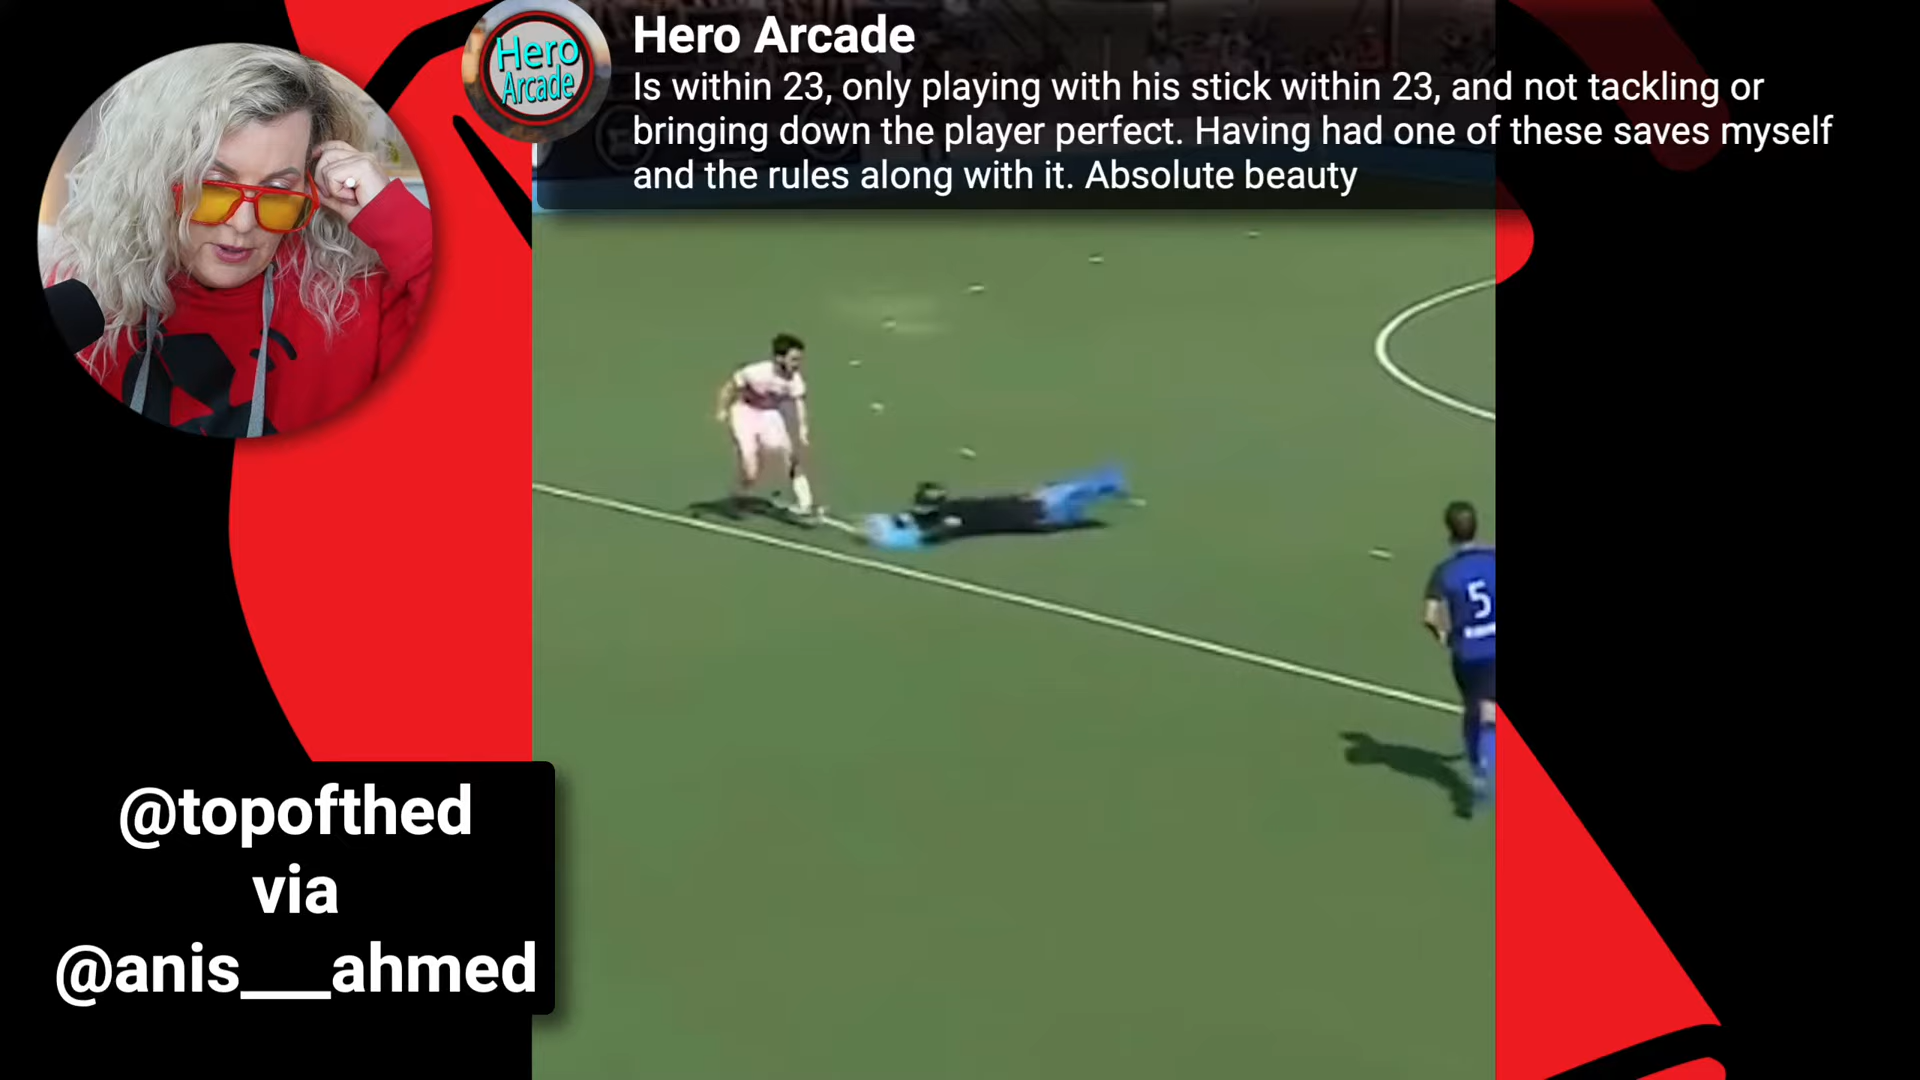 Hero Arcade
Hero
Arcade
Is within 23, only playing with his stick within 23, and not tackling or
bringing down the player perfect. Having had one of these saves myself
and the rules along with it. Absolute beauty
5
@topofthed
via
@anis___ahmed